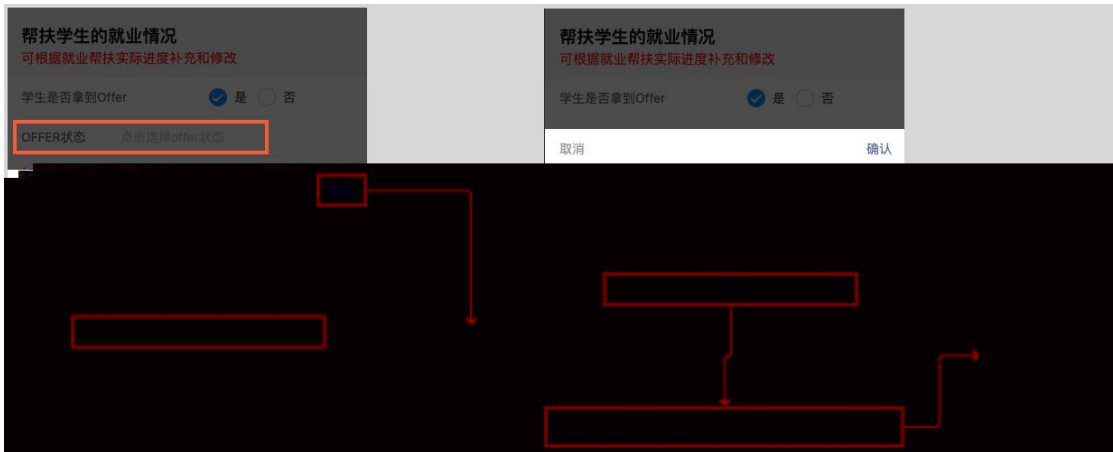 帮扶学生的就业情况
可根据就业帮扶实际进度补充和修改
学生是否拿到Offer 是 否
OFFER状态 点击选择offer状态
帮扶学生的就业情况
可根据就业帮扶实际进度补充和修改
学生是否拿到Offer 是 否
取消 确认